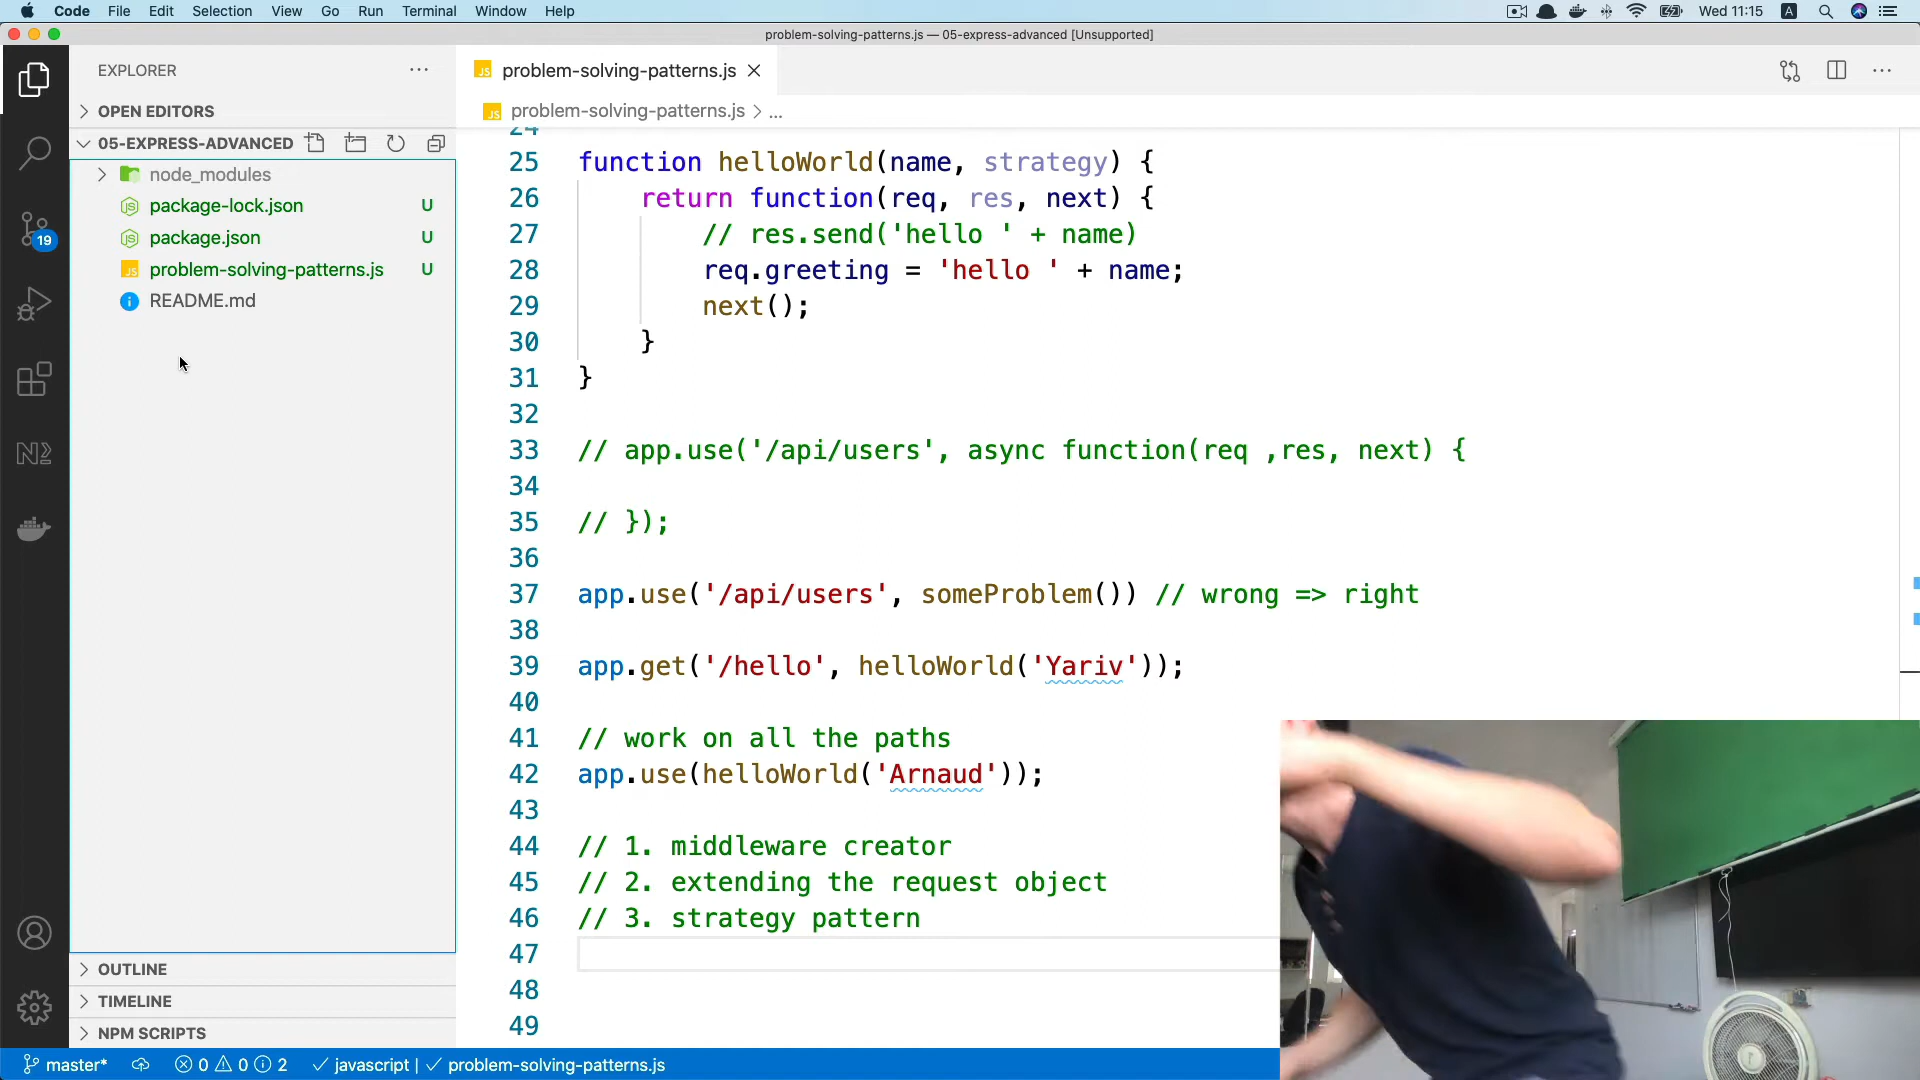 Code File Edit Selection View Go Run Terminal Window Help Wed 11:15 A
problem-solving-patterns.js — 05-express-advanced [Unsupported]
EXPLORER
OPEN EDITORS
05-EXPRESS-ADVANCED
node_modules
package-lock.json U
package.json U
problem-solving-patterns.js U
README.md
19
OUTLINE
TIMELINE
NPM SCRIPTS
JS problem-solving-patterns.js
JS problem-solving-patterns.js > ...
24
25 function helloWorld(name, strategy) {
26 return function(req, res, next) {
27 // res.send('hello ' + name)
28 req.greeting = 'hello ' + name;
29 next();
30 }
31 }
32
33 // app.use('/api/users', async function(req ,res, next) {
34
35 // });
36
37 app.use('/api/users', someProblem()) // wrong => right
38
39 app.get('/hello', helloWorld('Yariv'));
40
41 // work on all the paths
42 app.use(helloWorld('Arnaud'));
43
44 // 1. middleware creator
45 // 2. extending the request object
46 // 3. strategy pattern
47
48
49
master* 0 0 2 javascript | problem-solving-patterns.js